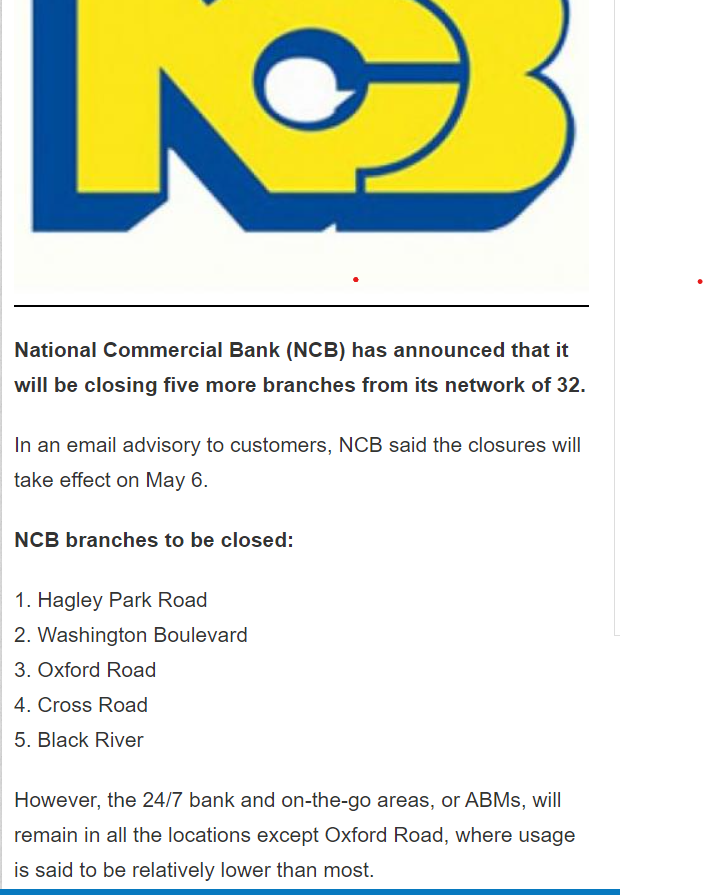 NCB
National Commercial Bank (NCB) has announced that it
will be closing five more branches from its network of 32.
In an email advisory to customers, NCB said the closures will
take effect on May 6.
NCB branches to be closed:
1. Hagley Park Road
2. Washington Boulevard
3. Oxford Road
4. Cross Road
5. Black River
However, the 24/7 bank and on-the-go areas, or ABMs, will
remain in all the locations except Oxford Road, where usage
is said to be relatively lower than most.